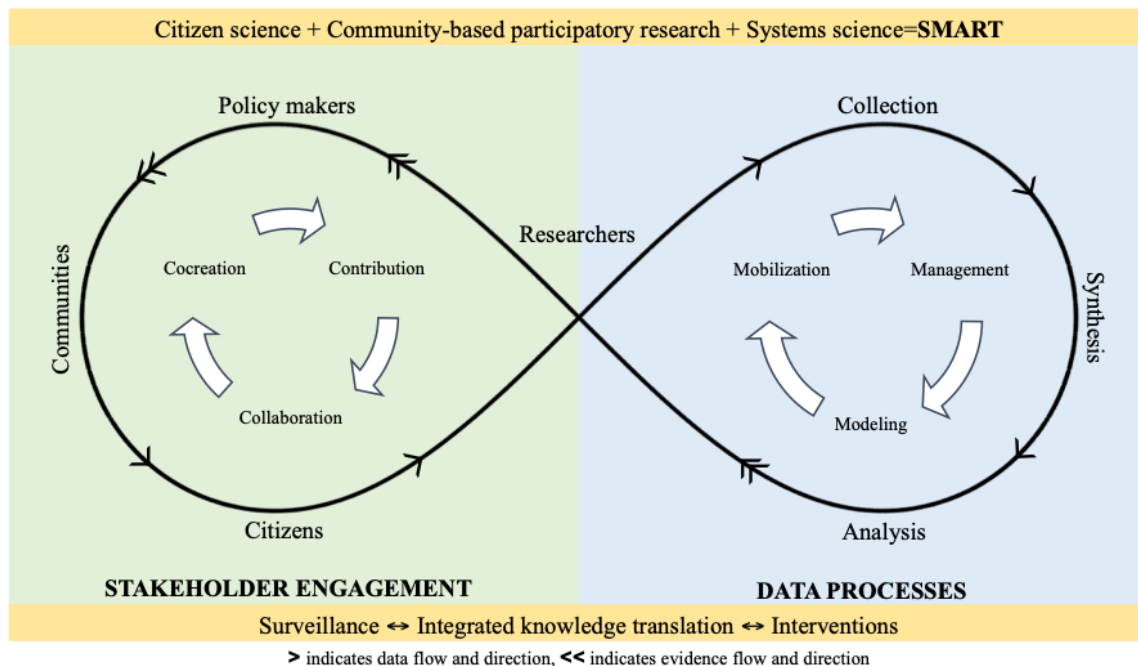 Citizen science + Community-based participatory research + Systems science=SMART
Policy makers
Collection
Communities
Researchers
Synthesis
Cocreation
Contribution
Collaboration
Mobilization
Management
Modeling
Citizens
Analysis
STAKEHOLDER ENGAGEMENT
DATA PROCESSES
Surveillance ↔ Integrated knowledge translation ↔ Interventions
> indicates data flow and direction, << indicates evidence flow and direction